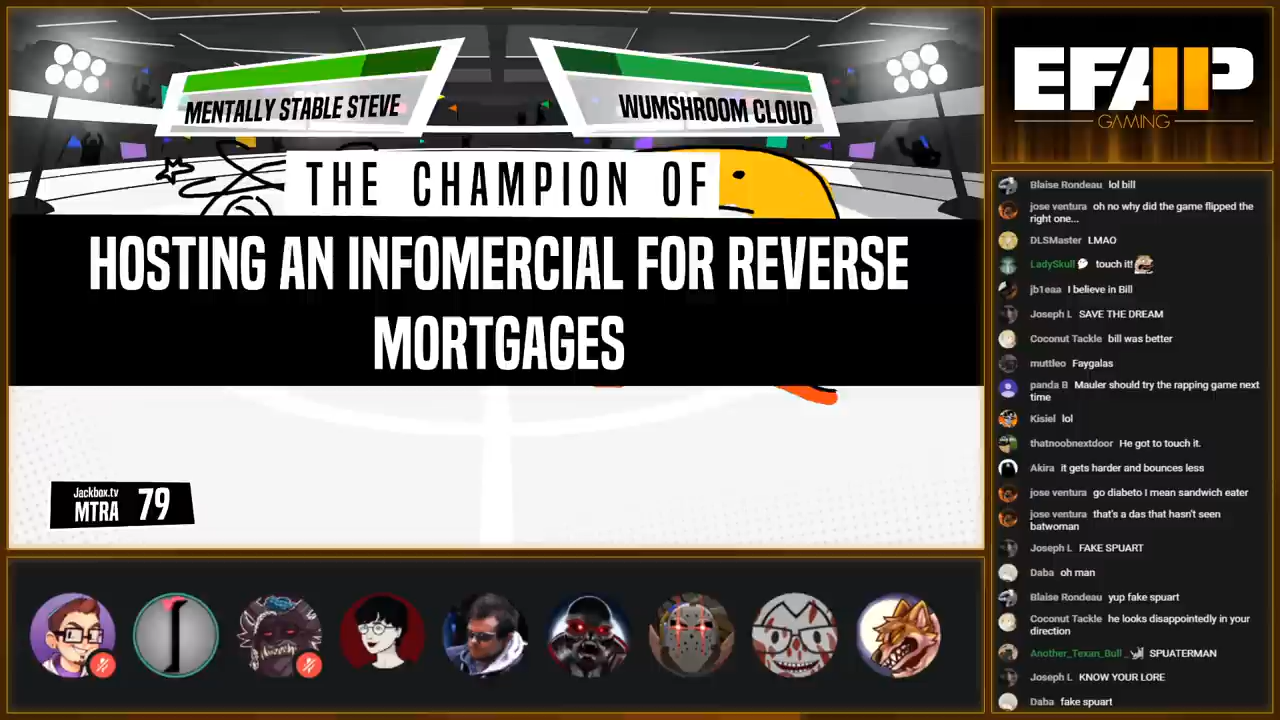 MENTALLY STABLE STEVE
WUMSHROOM CLOUD
THE CHAMPION OF
HOSTING AN INFOMERCIAL FOR REVERSE
MORTGAGES
Jackbox.tv
MTRA 79
EFAP
GAMING
Blaise Rondeau lol bill
jose ventura oh no why did the game flipped the
right one...
DLSMaster LMAO
LadySkull touch it!
jb1eaa I believe in Bill
Joseph L SAVE THE DREAM
Coconut Tackle bill was better
muttleo Faygalas
panda B Mauler should try the rapping game next
time
Kisiel lol
thatnoobnextdoor He got to touch it.
Akira it gets harder and bounces less
jose ventura go diabeto I mean sandwich eater
jose ventura that's a das that hasn't seen
batwoman
Joseph L FAKE SPUART
Daba oh man
Blaise Rondeau yup fake spuart
Coconut Tackle he looks disappointedly in your
direction
Another_Texan_Bull_ SPUATERMAN
Joseph L KNOW YOUR LORE
Daba fake spuart